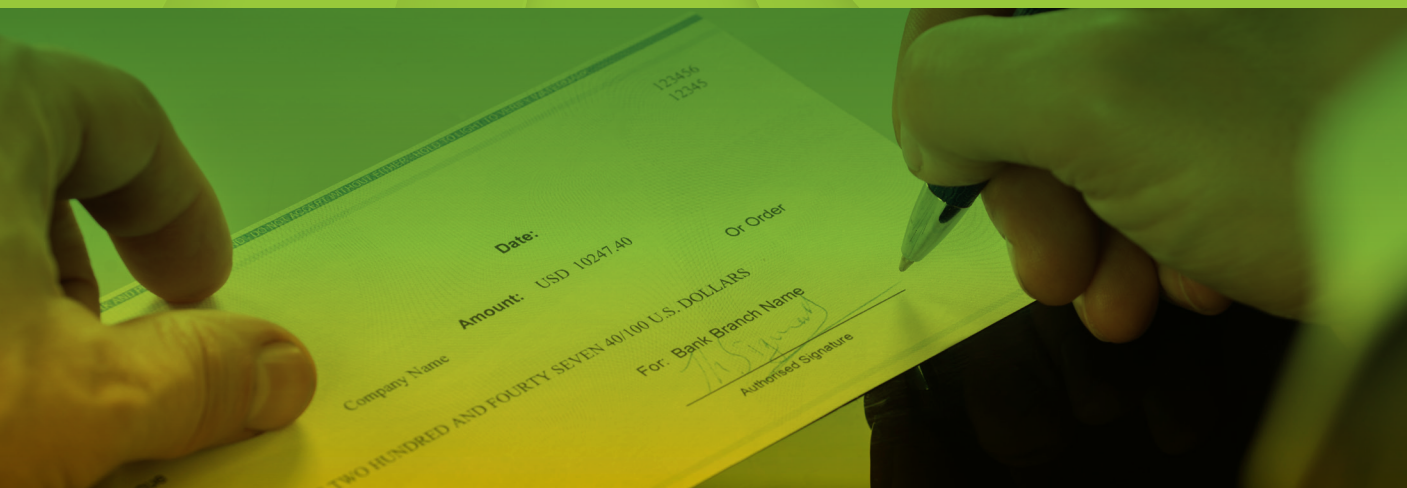 123456
12345
Date:
Amount: USD 10247.40
Or Order
Company Name
TWO HUNDRED AND FOURTY SEVEN 40/100 U.S. DOLLARS
For: Bank Branch Name
Authorised Signature